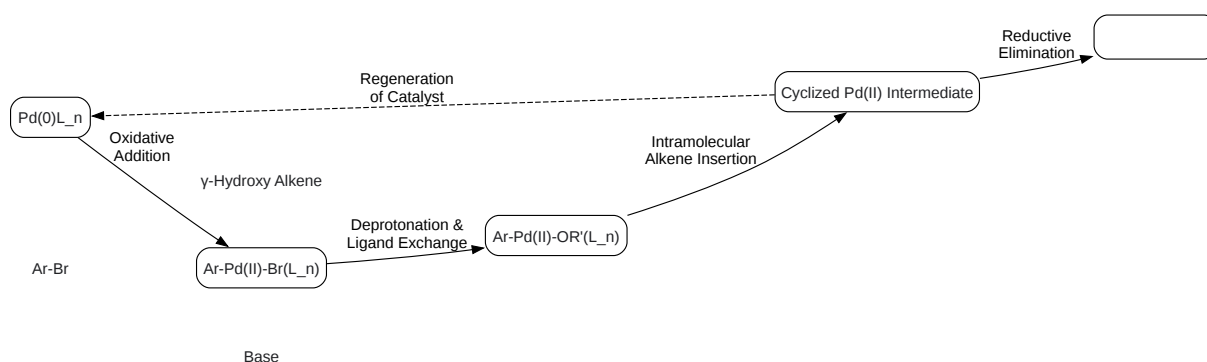 Reductive
Elimination
Regeneration
of Catalyst
Cyclized Pd(II) Intermediate
Pd(0)L_n
Oxidative
Addition
Intramolecular
Alkene Insertion
γ-Hydroxy Alkene
Deprotonation &
Ligand Exchange
Ar-Pd(II)-OR'(L_n)
Ar-Br
Ar-Pd(II)-Br(L_n)
Base